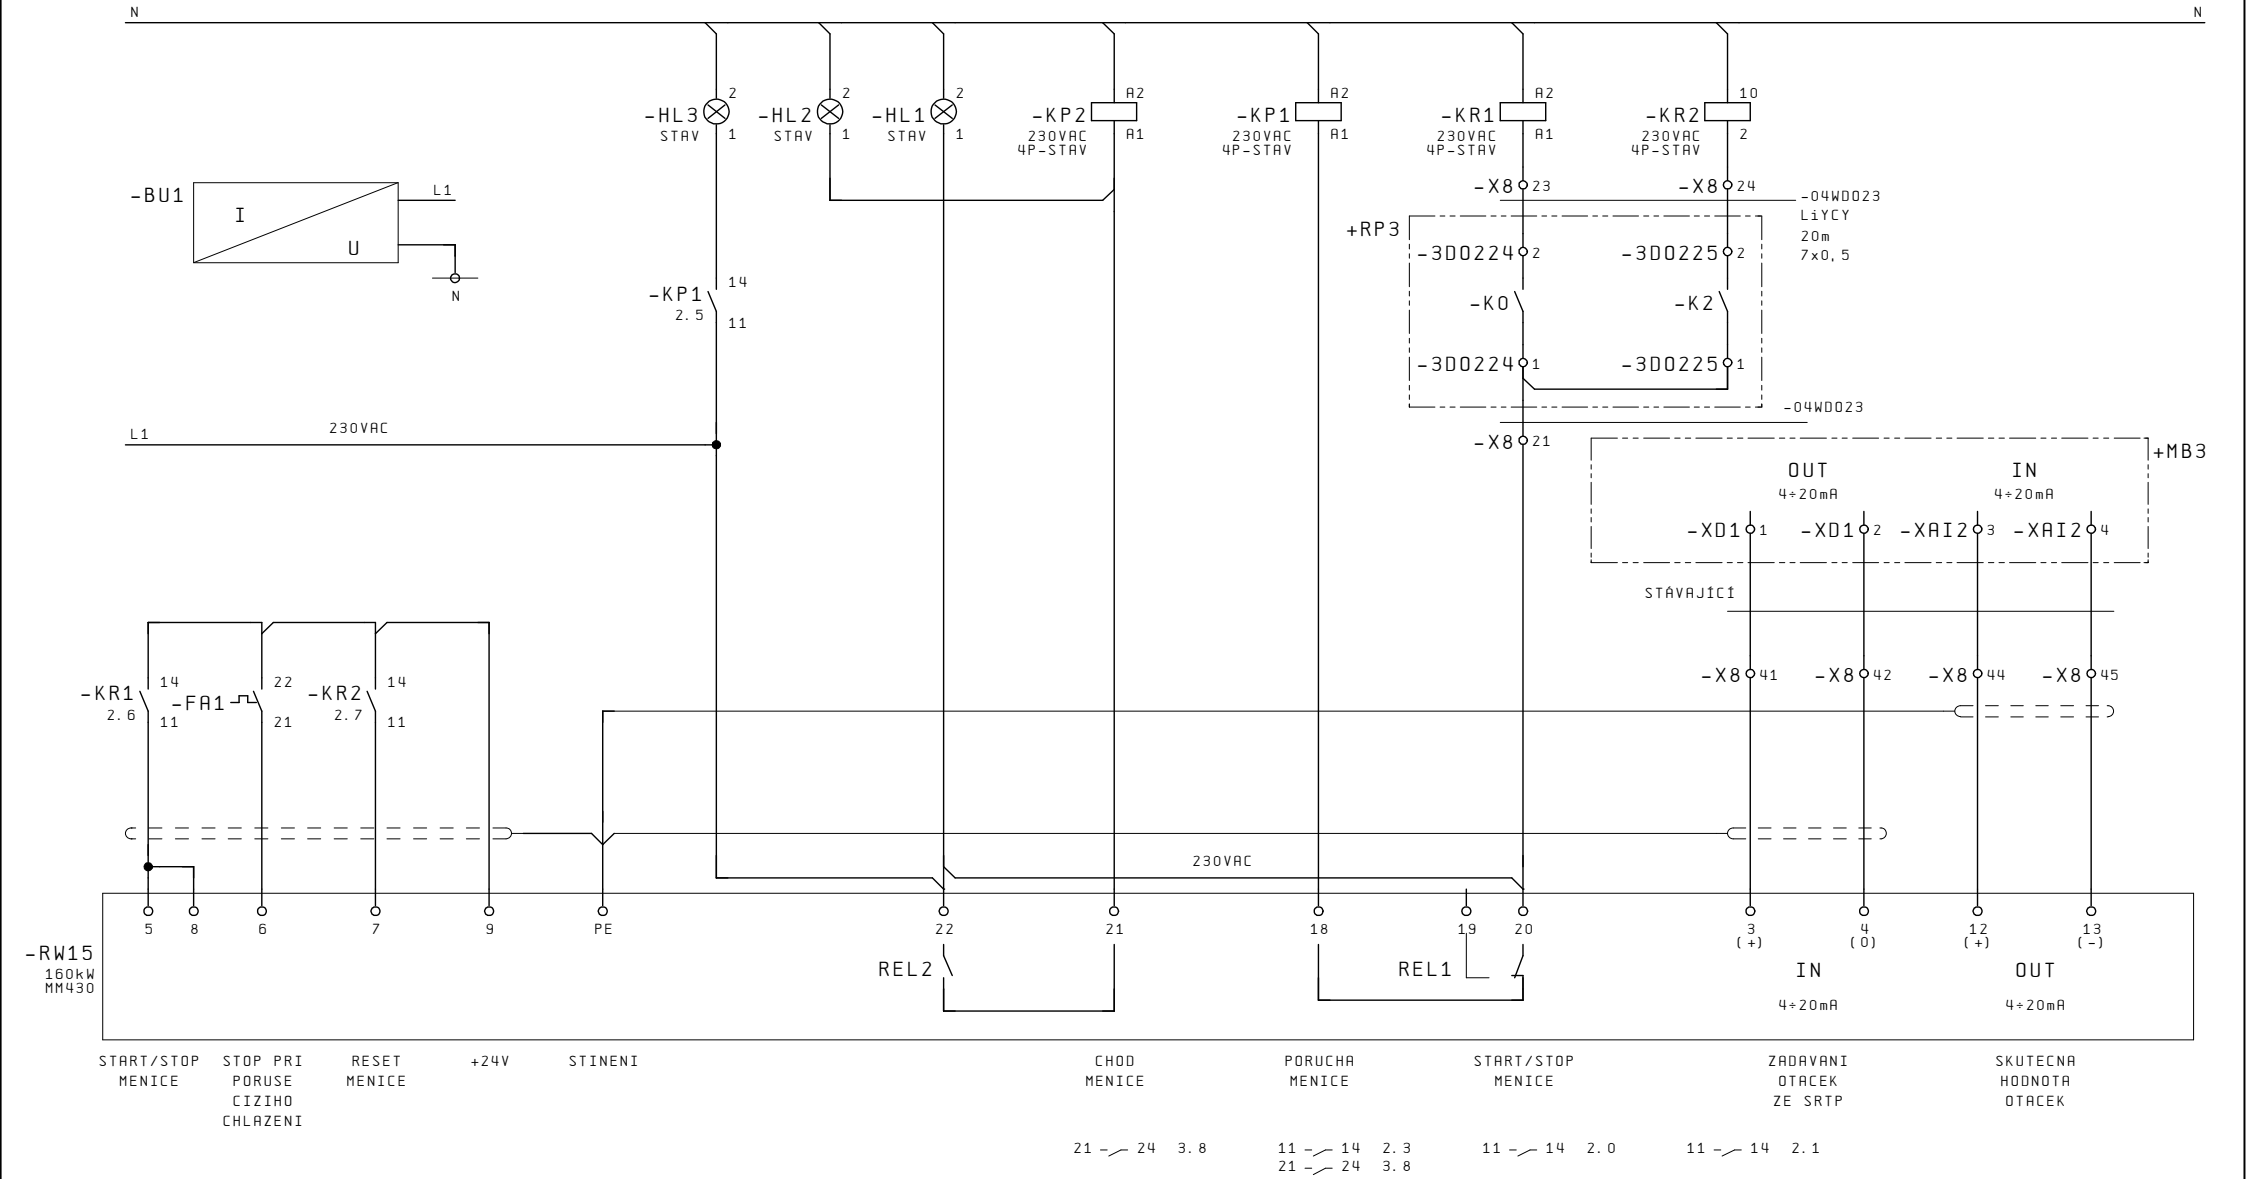 N
N
2
2
2
A2
A2
A2
10
-HL3
-HL2
-HL1
-KP2
-KP1
-KR1
-KR2
STAV
1
STAV
1
STAV
1
230VAC
A1
230VAC
A1
230VAC
A1
230VAC
2
4P-STAV
4P-STAV
4P-STAV
4P-STAV
-BU1
I
U
L1
N
-X8
23
-X8
24
-04WD023
LiYCY
20m
7x0,5
+RP3
-3D0224
2
-3D0225
2
-KP1
2.5
14
11
-K0
-K2
-3D0224
1
-3D0225
1
-04WD023
L1
230VAC
-X8
21
+MB3
OUT
IN
4÷20mA
4÷20mA
-XD1
1
-XD1
2
-XAI2
3
-XAI2
4
STÁVAJÍCÍ
-KR1
2.6
14
11
-FA1
22
21
-KR2
2.7
14
11
-X8
41
-X8
42
-X8
44
-X8
45
230VAC
5
8
6
7
9
PE
22
21
18
19
20
3
(+)
4
(0)
12
(+)
13
(-)
-RW15
160kW
MM430
REL2
REL1
IN
OUT
4÷20mA
4÷20mA
START/STOP
MENICE
STOP PRI
PORUSE
CIZIHO
CHLAZENI
RESET
MENICE
+24V
STINENI
CHOD
MENICE
PORUCHA
MENICE
START/STOP
MENICE
ZADAVANI
OTACEK
ZE SRTP
SKUTECNA
HODNOTA
OTACEK
21 24 3.8
11 14 2.3
21 24 3.8
11 14 2.0
11 14 2.1